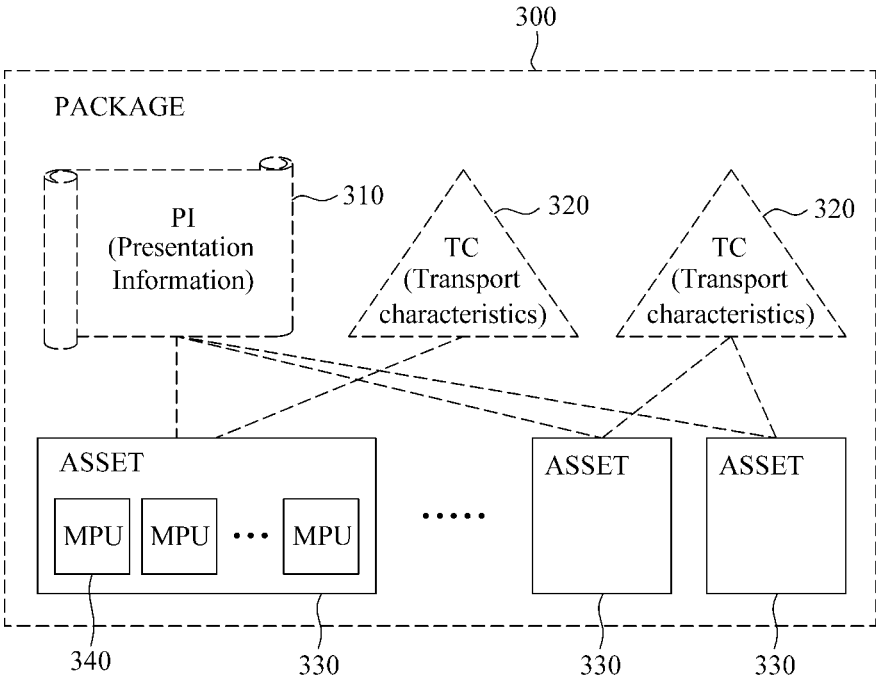 300
PACKAGE
PI
(Presentation
Information)
310
TC
(Transport
characteristics)
320
TC
(Transport
characteristics)
320
ASSET
MPU
MPU
•••
MPU
•••••
ASSET
ASSET
340
330
330
330